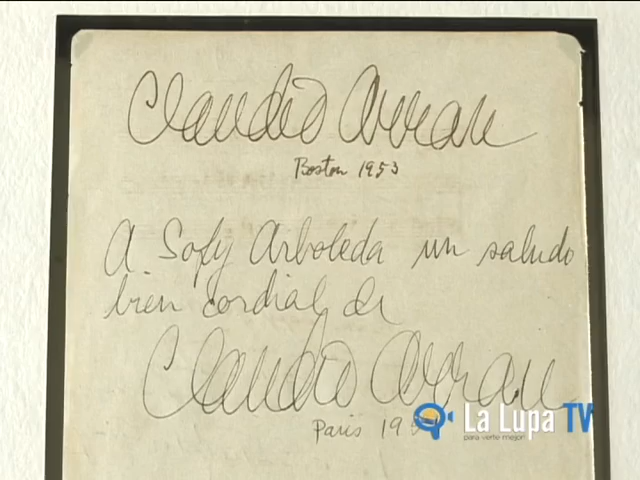 Claudio Arrau
Boston 1953
A Sofy Arboleda un saludo
bien cordial de
Claudio Arrau
Paris
La Lupa TV
para verte mejor